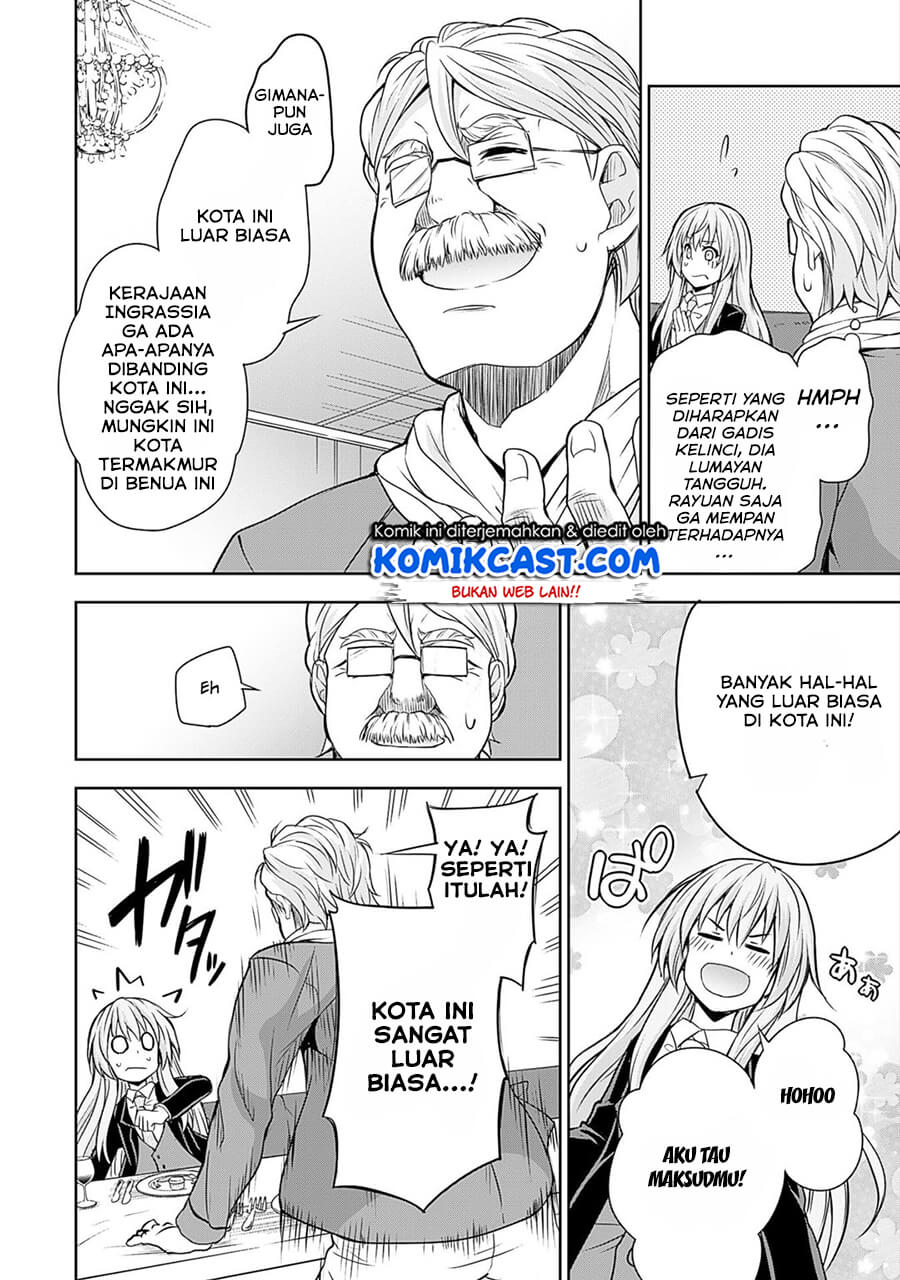 HMPH
...
SEPERTI YANG
DIHARAPKAN
DARI GADIS
KELINCI, DIA
LUMAYAN
TANGGUH.
RAYUAN SAJA
GA MEMPAN
TERHADAPNYA
...
GIMANA-
PUN
JUGA
KOTA INI
LUAR BIASA
KERAJAAN
INGRASSIA
GA ADA
APA-APANYA
DIBANDING
KOTA INI...
NGGAK SIH,
MUNGKIN INI
KOTA
TERMAKMUR
DI BENUA INI
Komik ini diterjemahkan & diedit oleh
KOMIKCAST.COM
BUKAN WEB LAIN!!
BANYAK HAL-HAL
YANG LUAR BIASA
DI KOTA INI!
ぱ
ぁぁ
HOHOO
AKU TAU
MAKSUDMU!
Eh
YA! YA!
SEPERTI
ITULAH!
KOTA INI
SANGAT
LUAR
BIASA...!
ガタッ